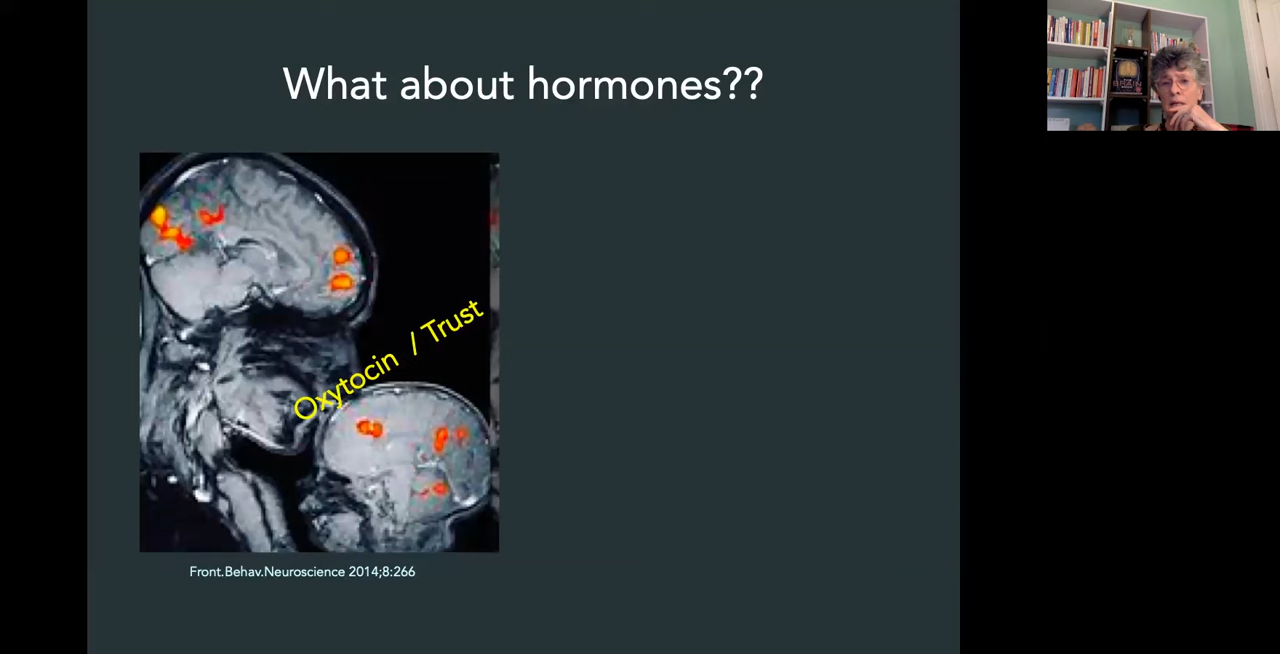 What about hormones??
Oxytocin / Trust
Front.Behav.Neuroscience 2014;8:266